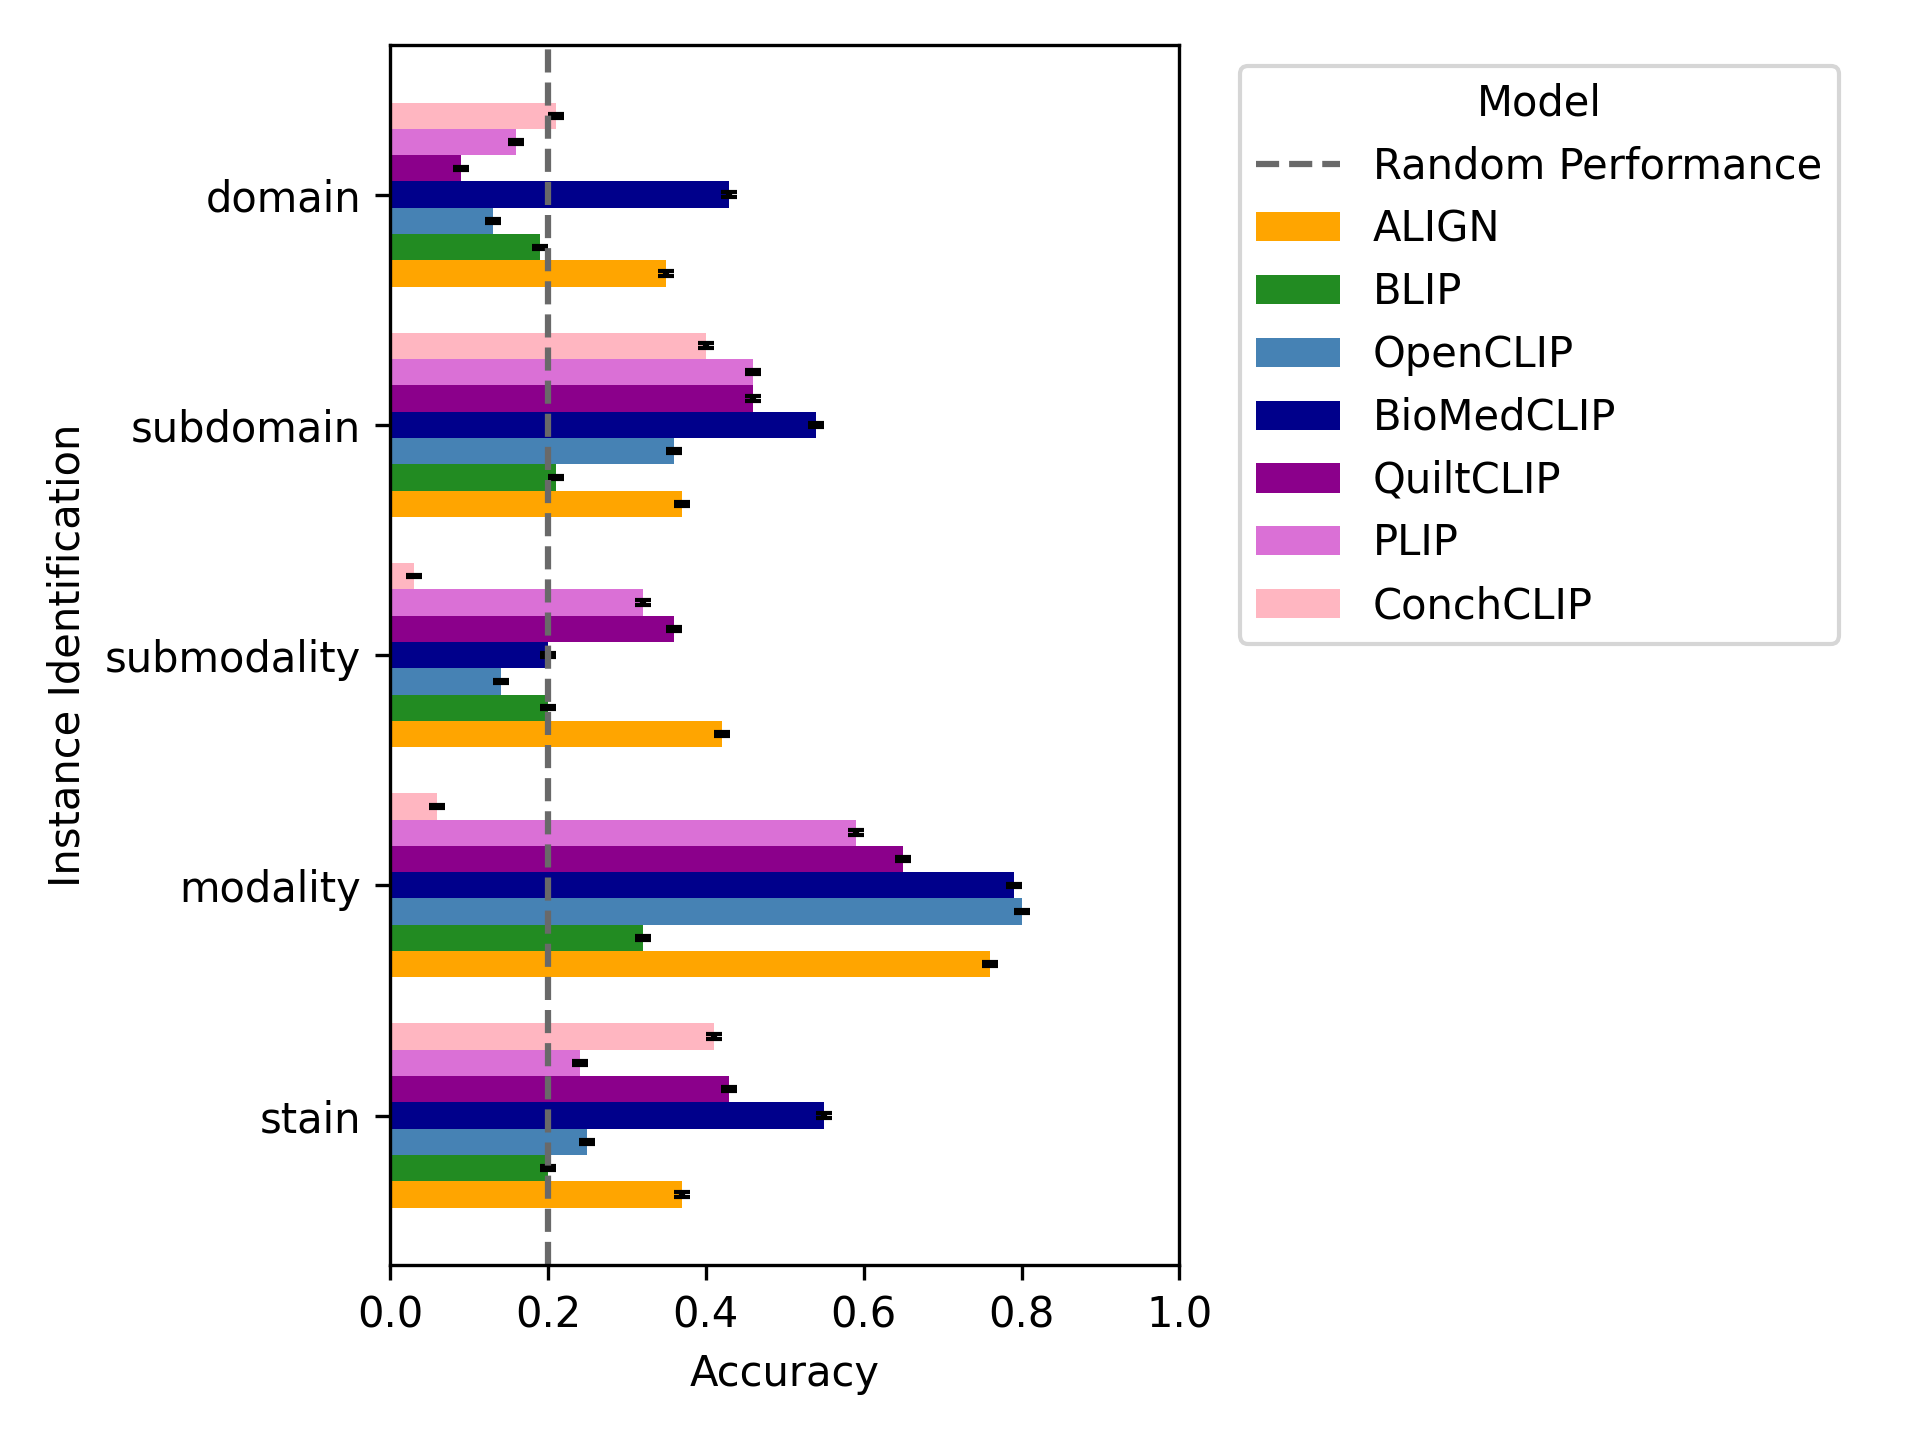 Instance Identification
domain
subdomain
submodality
modality
stain
0.0 0.2 0.4 0.6 0.8 1.0
Accuracy
Model
Random Performance
ALIGN
BLIP
OpenCLIP
BioMedCLIP
QuiltCLIP
PLIP
ConchCLIP